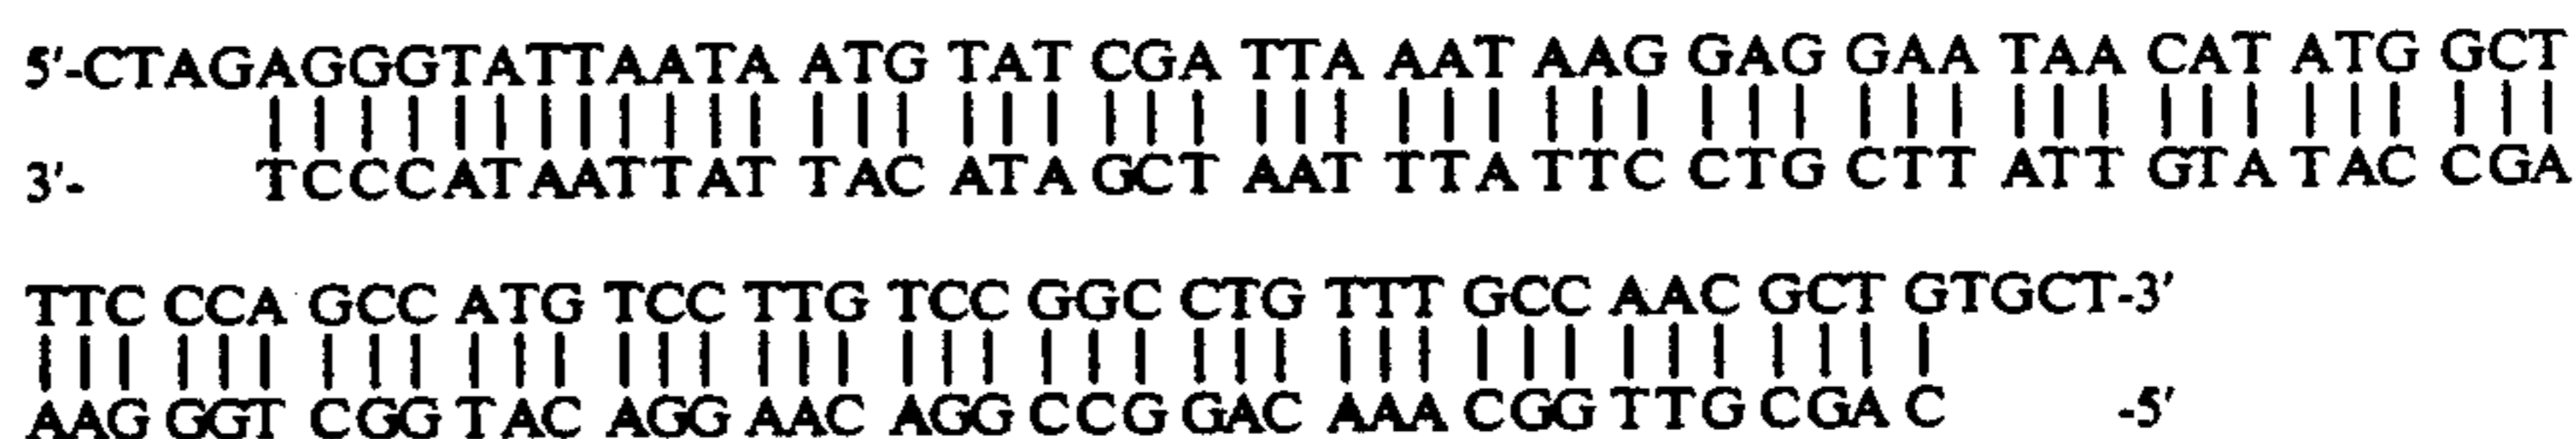 5'-CTAGAGGGTATTAATA ATG TAT CGA TTA AAT AAG GAG GAA TAA CAT ATG GCT
3'- TCCCATAATTAT TAC ATA GCT AAT TTA TTC CTG CTT ATT GTA TAC CGA
TTC CCA GCC ATG TCC TTG TCC GGC CTG TTT GCC AAC GCT GTGCT-3'
AAG GGT CGG TAC AGG AAC AGG CCG GAC AAA CGG TTG CGA C -5'